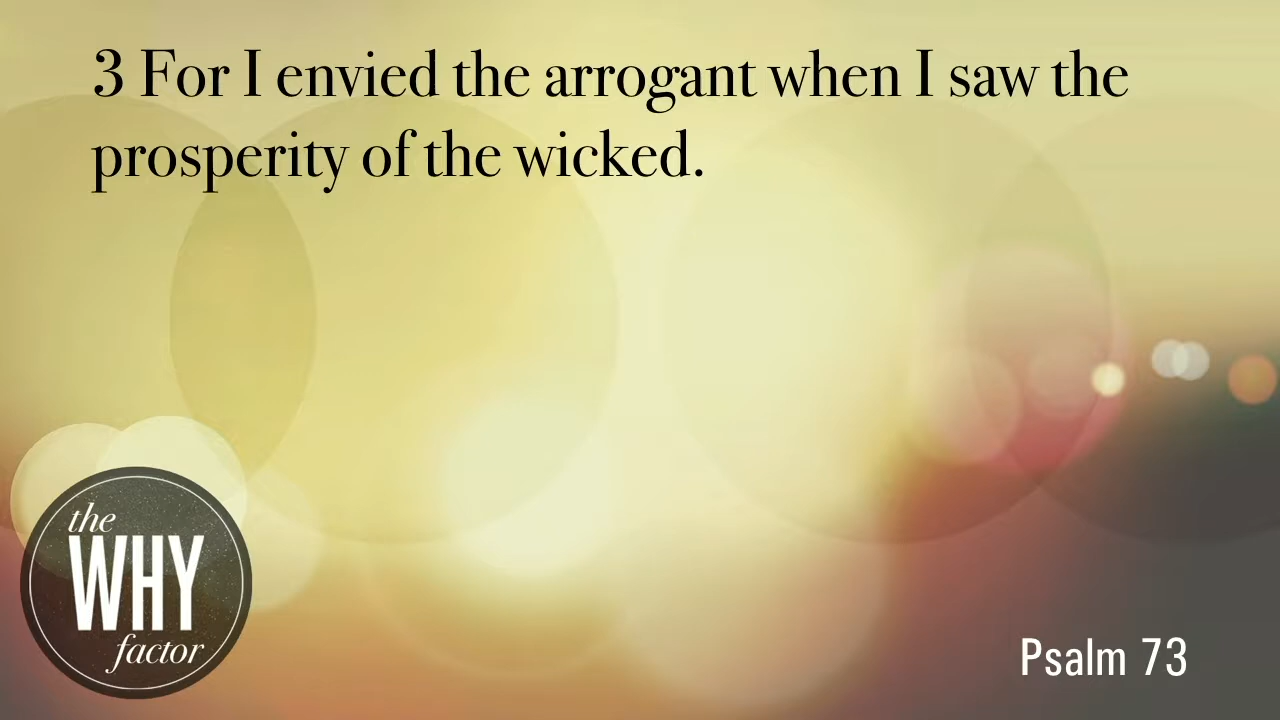 3 For I envied the arrogant when I saw the
prosperity of the wicked.
the
WHY
factor
Psalm 73